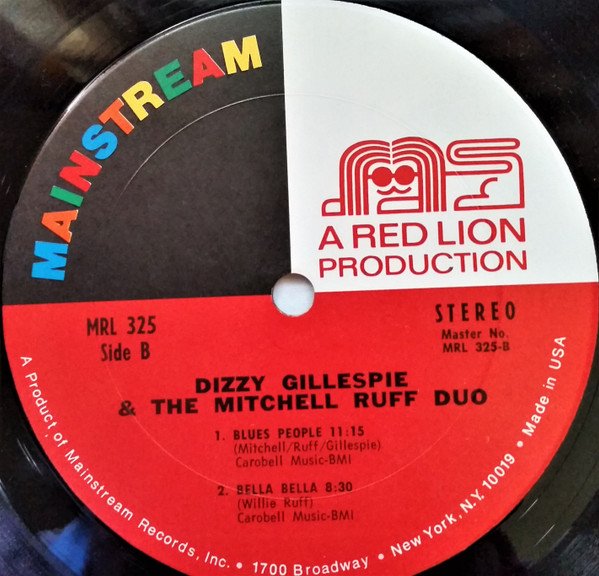 MAINSTREAM
A RED LION
PRODUCTION
MRL 325
Side B
STEREO
Master No.
MRL 325-B
DIZZY GILLESPIE
& THE MITCHELL RUFF DUO
1. BLUES PEOPLE 11:15
(Mitchell/Ruff/Gillespie)
Carobell Music-BMI
2. BELLA BELLA 8:30
(Willie Ruff)
Carobell Music-BMI
A Product of Mainstream Records, Inc. • 1700 Broadway • New York, N.Y. 10019 • Made in USA